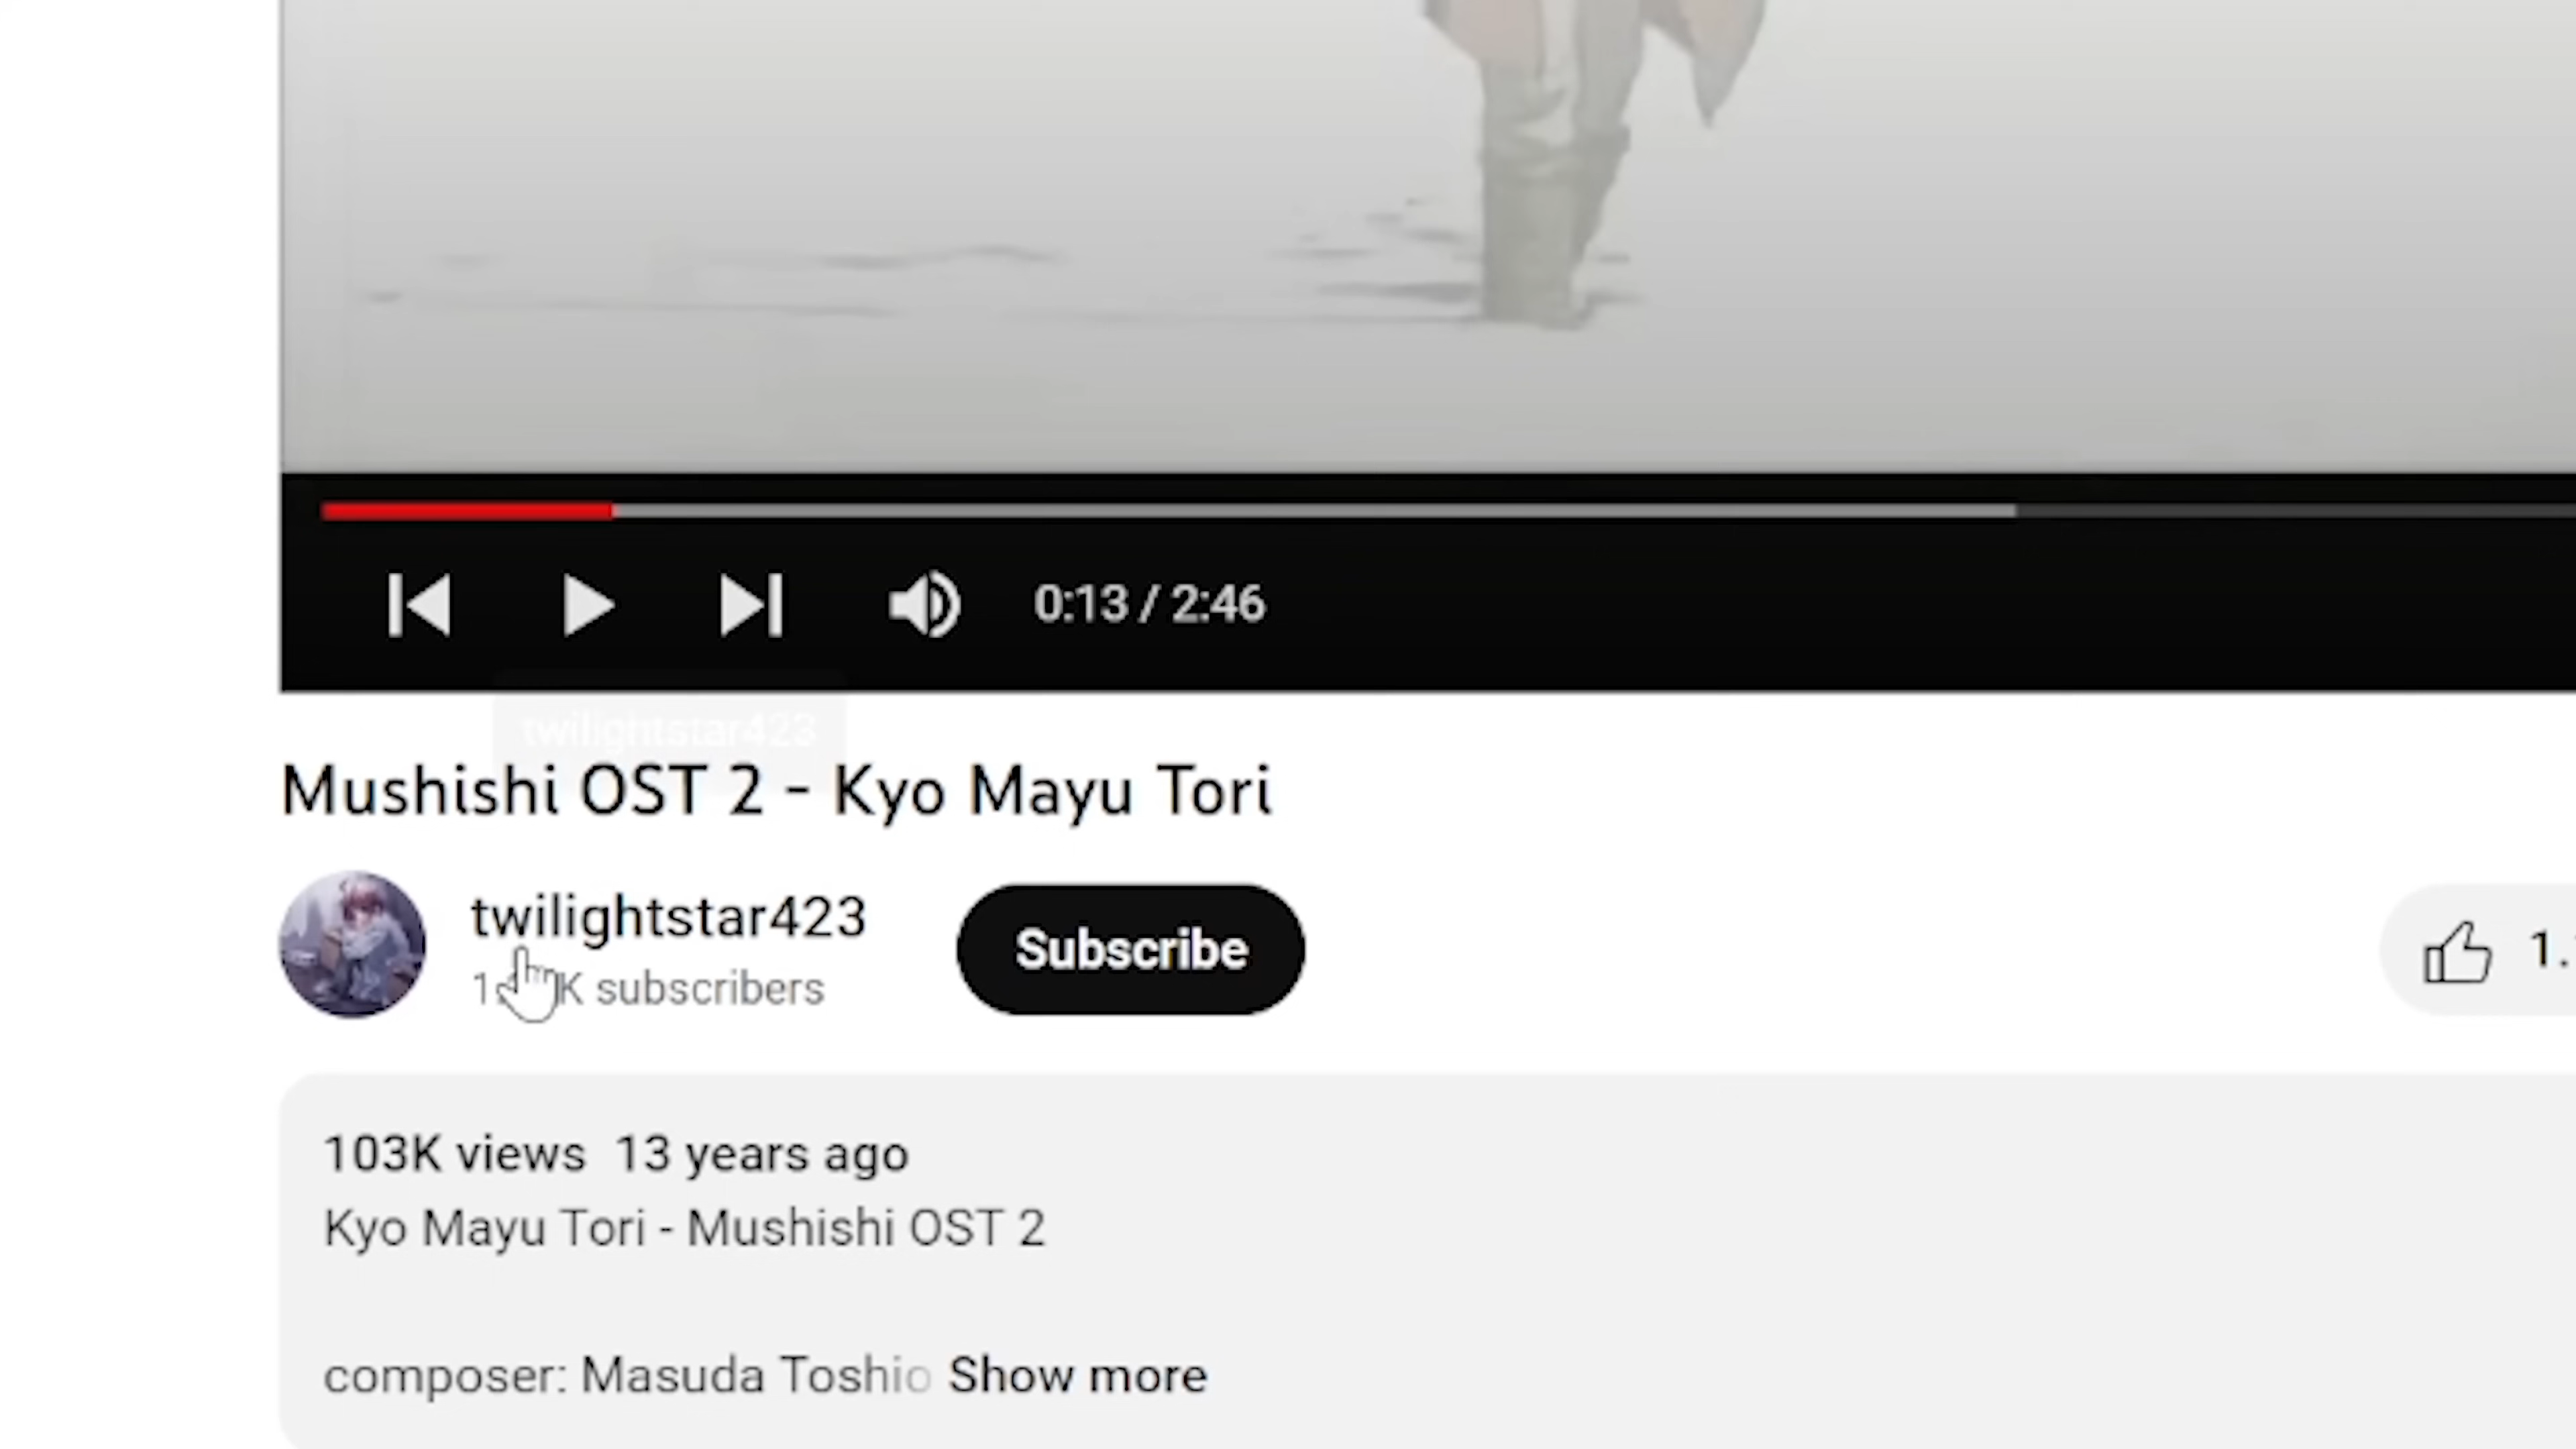 0:13 / 2:46
twilightstar423
Mushishi OST 2 - Kyo Mayu Tori
twilightstar423
Subscribe
subscribers
103K views 13 years ago
Kyo Mayu Tori - Mushishi OST 2
composer: Masuda Toshio Show more